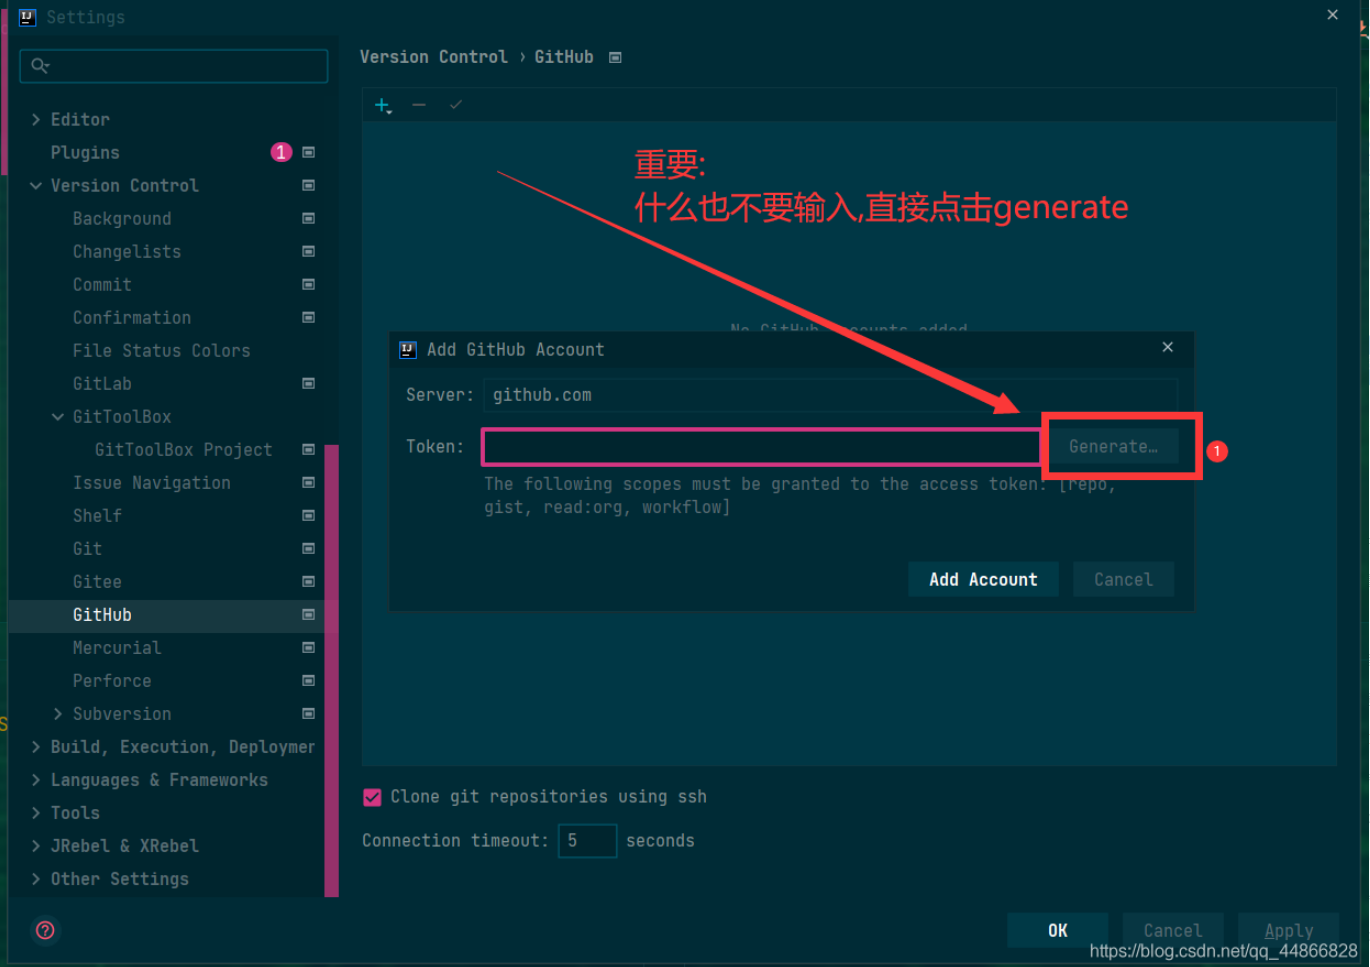 Settings
Version Control › GitHub
Editor
Plugins 1
Version Control
Background
Changelists
Commit
Confirmation
File Status Colors
GitLab
GitToolBox
GitToolBox Project
Issue Navigation
Shelf
Git
Gitee
GitHub
Mercurial
Perforce
Subversion
Build, Execution, Deploymer
Languages & Frameworks
Tools
JRebel & XRebel
Other Settings
重要:
什么也不要输入,直接点击generate
No GitHub accounts added
Add GitHub Account
Server: github.com
Token: Generate… 1
The following scopes must be granted to the access token: [repo,
gist, read:org, workflow]
Add Account Cancel
Clone git repositories using ssh
Connection timeout: 5 seconds
OK Cancel Apply
https://blog.csdn.net/qq_44866828